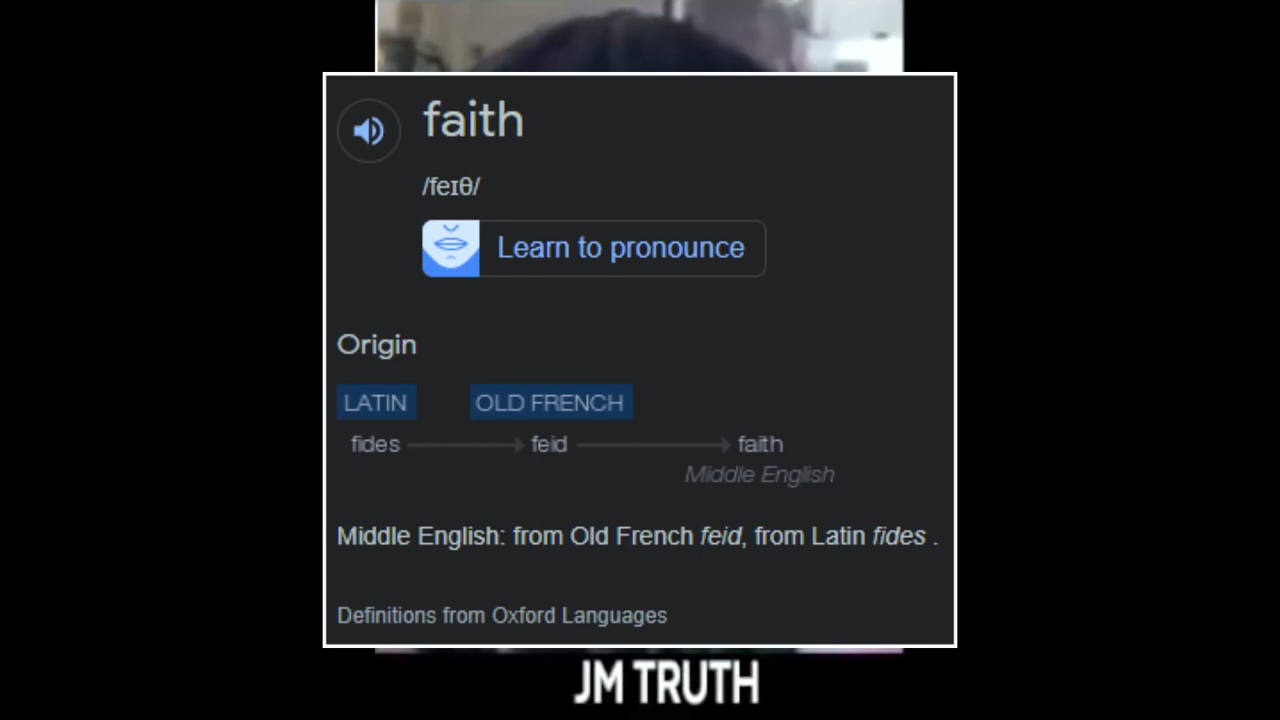 faith
/feɪθ/
Learn to pronounce
Origin
LATIN OLD FRENCH
fides feid faith
Middle English
Middle English: from Old French feid, from Latin fides .
Definitions from Oxford Languages
JM TRUTH